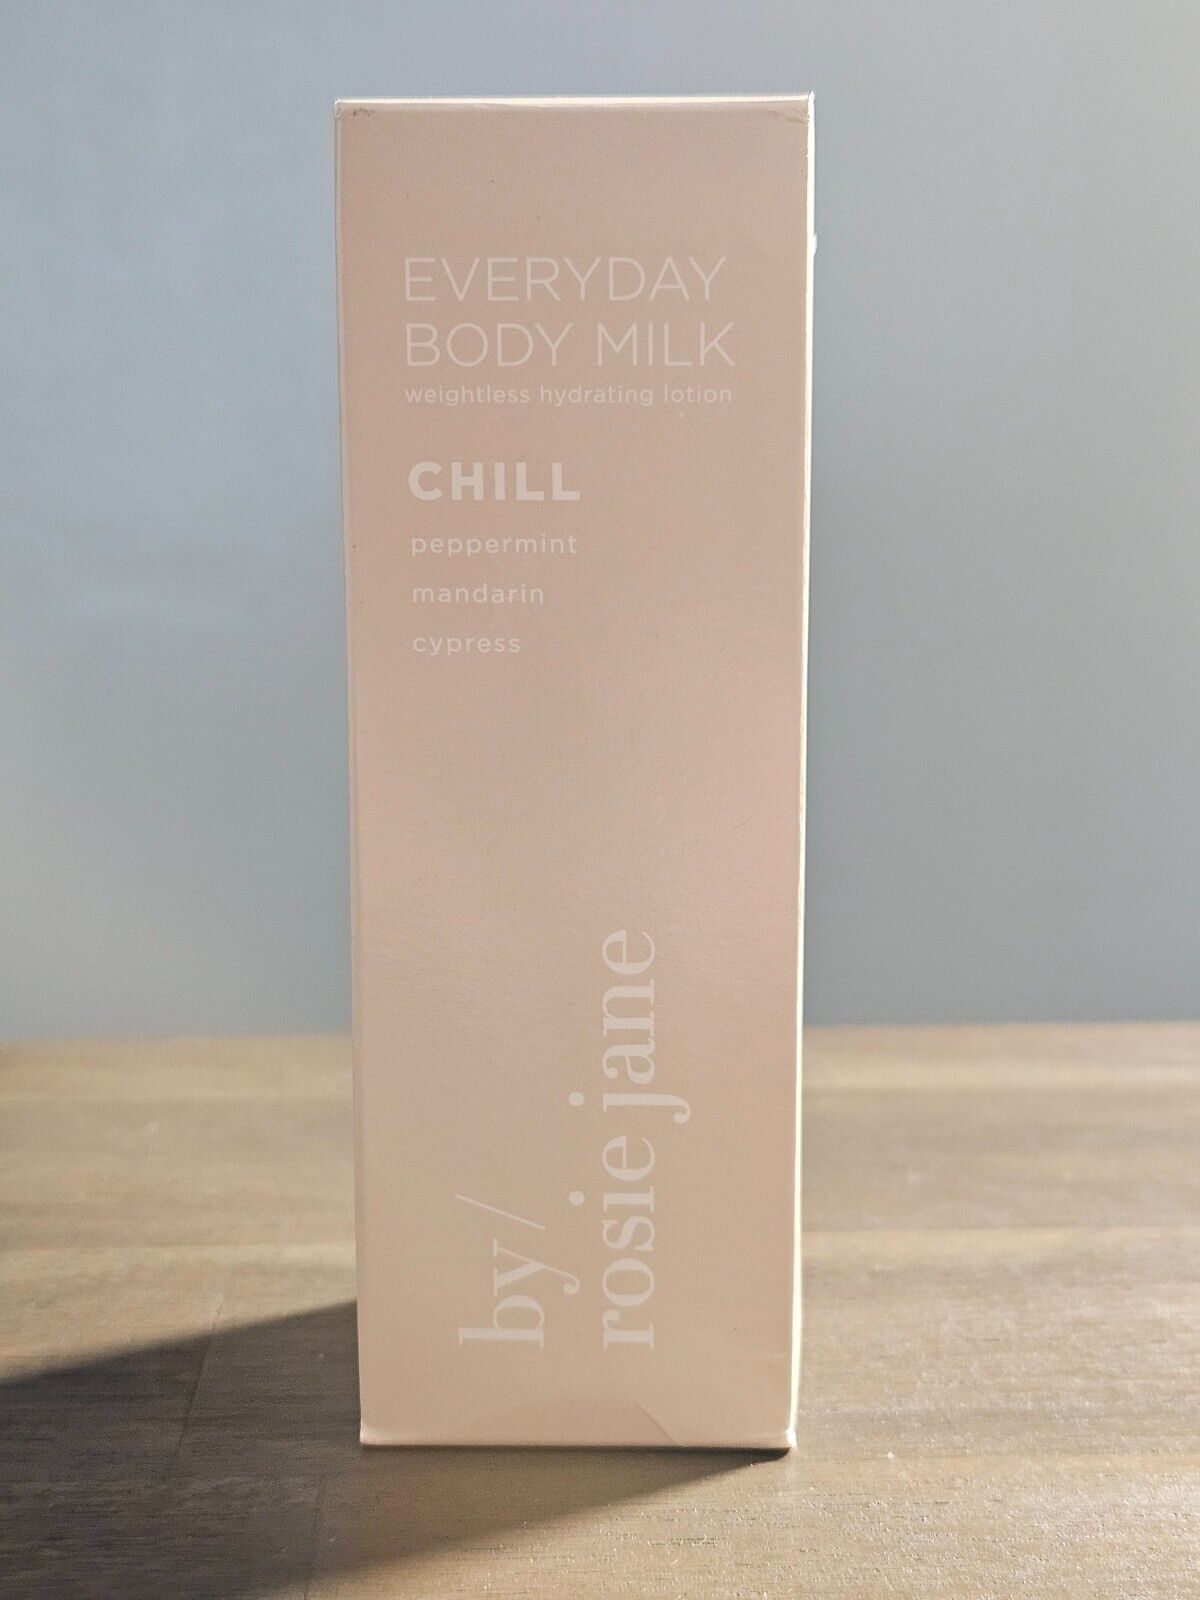 EVERYDAY
BODY MILK
weightless hydrating lotion
CHILL
peppermint
mandarin
cypress
by /
rosie jane